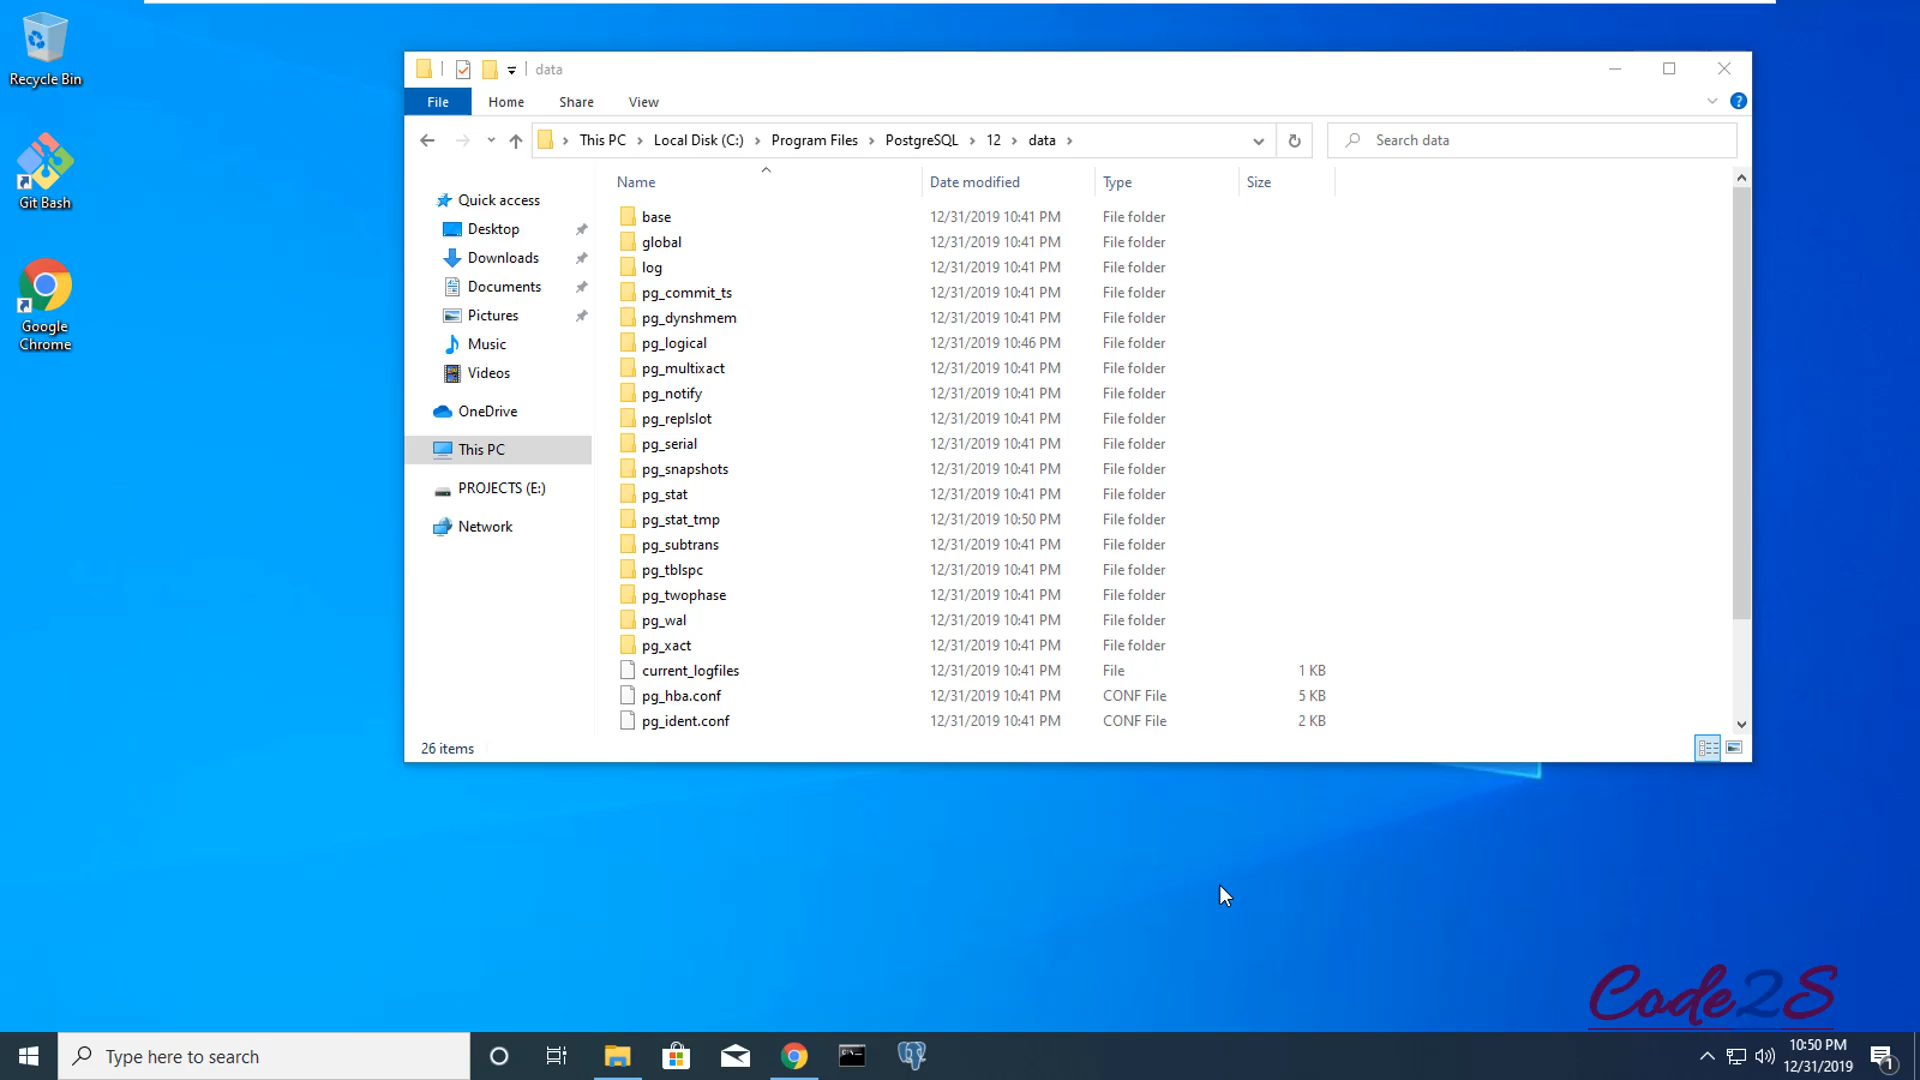 Recycle Bin
Git Bash
Google
Chrome
data
File Home Share View
This PC Local Disk (C:) Program Files PostgreSQL 12 data
Search data
Quick access
Desktop
Downloads
Documents
Pictures
Music
Videos
OneDrive
This PC
PROJECTS (E:)
Network
Name Date modified Type Size
base 12/31/2019 10:41 PM File folder
global 12/31/2019 10:41 PM File folder
log 12/31/2019 10:41 PM File folder
pg_commit_ts 12/31/2019 10:41 PM File folder
pg_dynshmem 12/31/2019 10:41 PM File folder
pg_logical 12/31/2019 10:46 PM File folder
pg_multixact 12/31/2019 10:41 PM File folder
pg_notify 12/31/2019 10:41 PM File folder
pg_replslot 12/31/2019 10:41 PM File folder
pg_serial 12/31/2019 10:41 PM File folder
pg_snapshots 12/31/2019 10:41 PM File folder
pg_stat 12/31/2019 10:41 PM File folder
pg_stat_tmp 12/31/2019 10:50 PM File folder
pg_subtrans 12/31/2019 10:41 PM File folder
pg_tblspc 12/31/2019 10:41 PM File folder
pg_twophase 12/31/2019 10:41 PM File folder
pg_wal 12/31/2019 10:41 PM File folder
pg_xact 12/31/2019 10:41 PM File folder
current_logfiles 12/31/2019 10:41 PM File 1 KB
pg_hba.conf 12/31/2019 10:41 PM CONF File 5 KB
pg_ident.conf 12/31/2019 10:41 PM CONF File 2 KB
26 items
Code2S
Type here to search
10:50 PM
12/31/2019
1